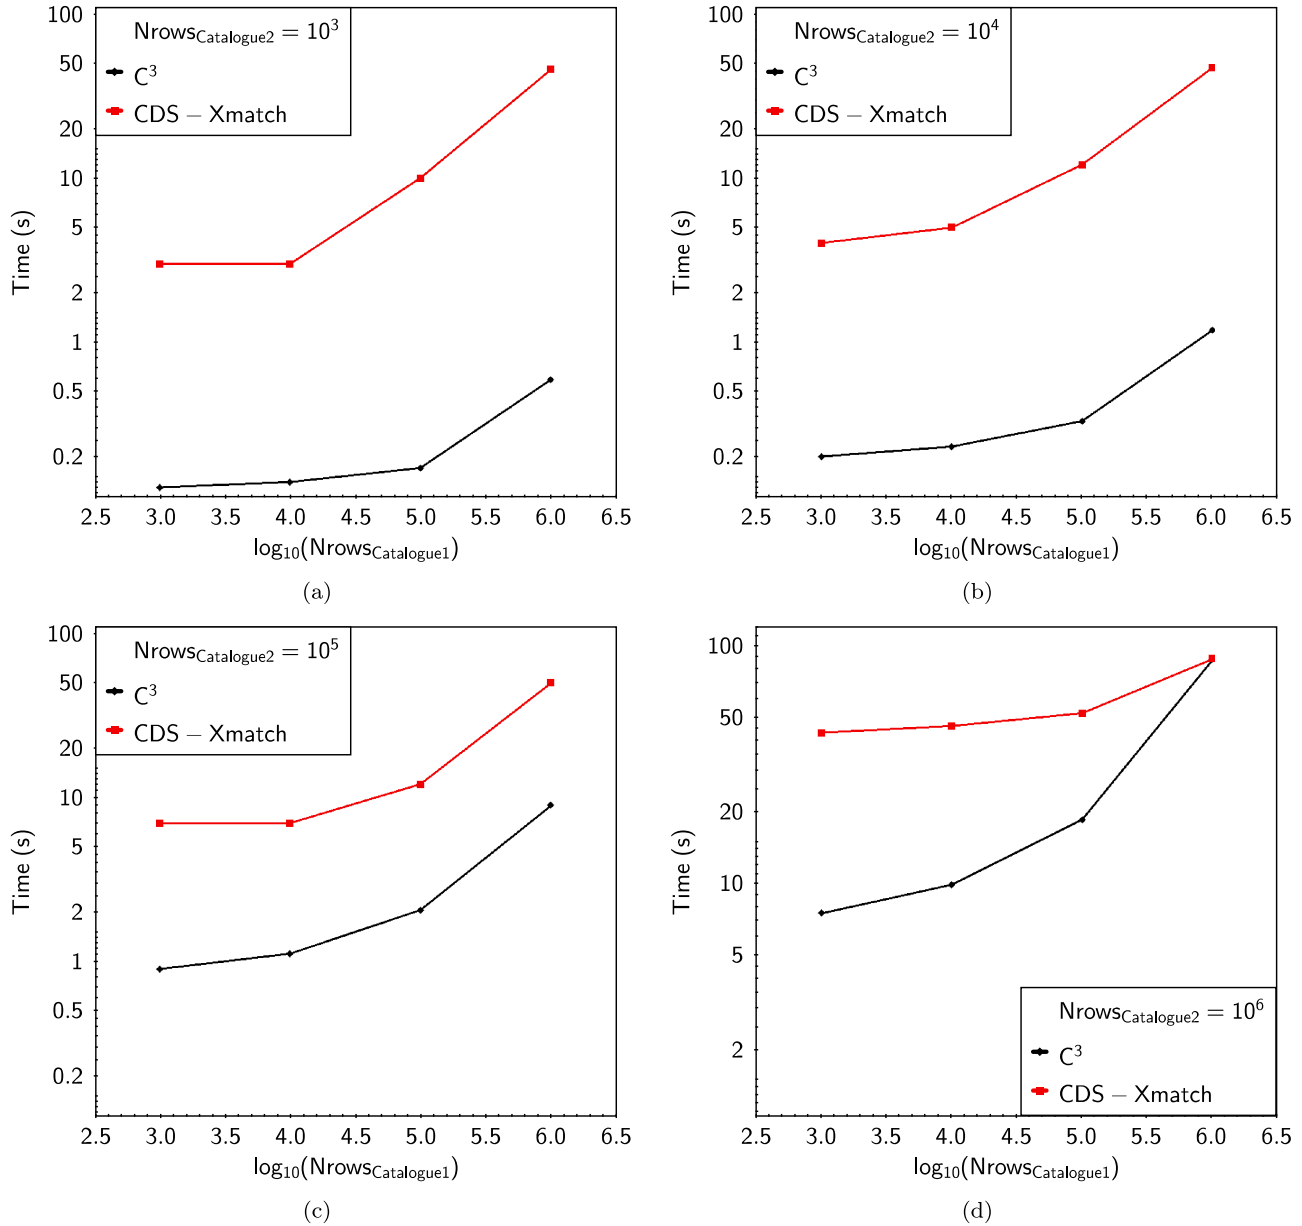 Nrows_Catalogue2 = 10^3
C^3
CDS – Xmatch
100
50
20
10
5
2
1
0.5
0.2
Time (s)
2.5 3.0 3.5 4.0 4.5 5.0 5.5 6.0 6.5
log_10(Nrows_Catalogue1)
(a)
Nrows_Catalogue2 = 10^4
C^3
CDS – Xmatch
100
50
20
10
5
2
1
0.5
0.2
Time (s)
2.5 3.0 3.5 4.0 4.5 5.0 5.5 6.0 6.5
log_10(Nrows_Catalogue1)
(b)
Nrows_Catalogue2 = 10^5
C^3
CDS – Xmatch
100
50
20
10
5
2
1
0.5
0.2
Time (s)
2.5 3.0 3.5 4.0 4.5 5.0 5.5 6.0 6.5
log_10(Nrows_Catalogue1)
(c)
100
50
20
10
5
2
Time (s)
Nrows_Catalogue2 = 10^6
C^3
CDS – Xmatch
2.5 3.0 3.5 4.0 4.5 5.0 5.5 6.0 6.5
log_10(Nrows_Catalogue1)
(d)